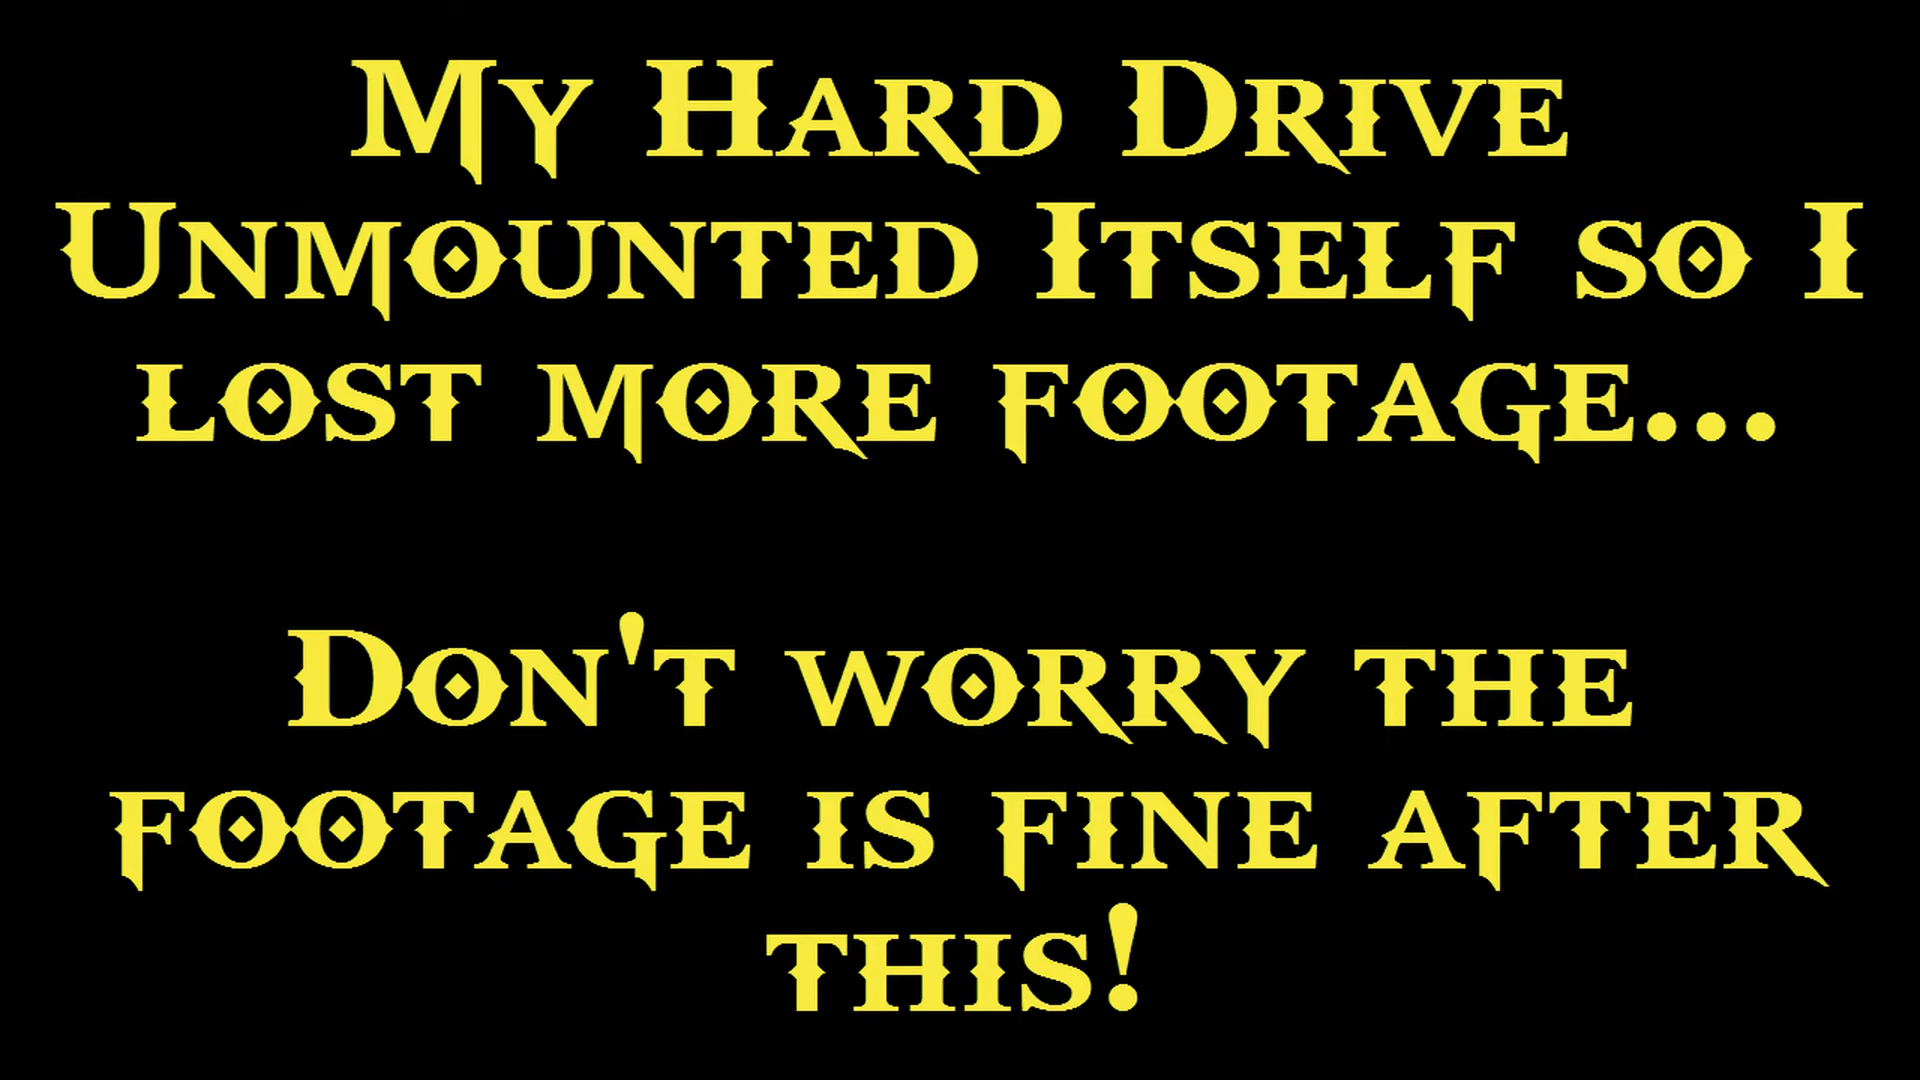 My Hard Drive
Unmounted Itself so I
lost more footage...
Don't worry the
footage is fine after
this!